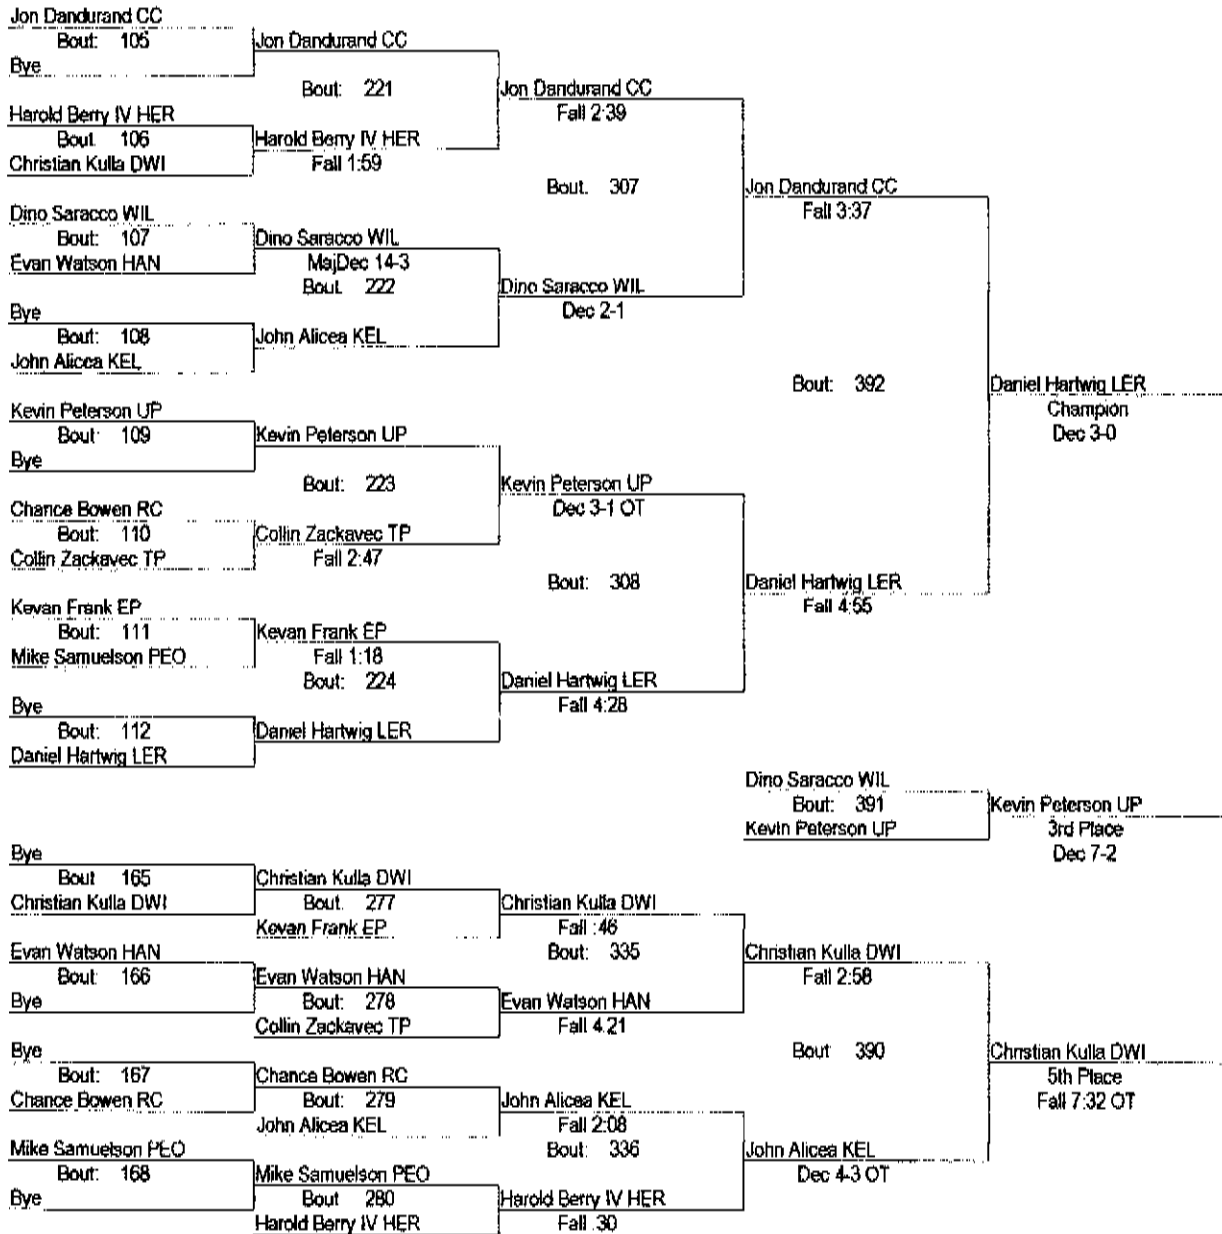 Jon Dandurand CC
Bout: 105
Jon Dandurand CC
Bye
Bout: 221
Jon Dandurand CC
Fall 2:39
Harold Berry IV HER
Bout 106
Harold Berry IV HER
Christian Kulla DWI
Fall 1:59
Bout. 307
Jon Dandurand CC
Fall 3:37
Dino Saracco WIL
Bout: 107
Dino Saracco WIL
Evan Watson HAN
MajDec 14-3
Bout 222
Dino Saracco WIL
Dec 2-1
Bye
Bout: 108
John Alicea KEL
John Alicea KEL
Bout: 392
Daniel Hartwig LER
Champion
Dec 3-0
Kevin Peterson UP
Bout: 109
Kevin Peterson UP
Bye
Bout: 223
Kevin Peterson UP
Dec 3-1 OT
Chance Bowen RC
Bout: 110
Collin Zackavec TP
Collin Zackavec TP
Fall 2:47
Bout: 308
Daniel Hartwig LER
Fall 4:55
Kevan Frank EP
Bout: 111
Kevan Frank EP
Mike Samuelson PEO
Fall 1:18
Bout: 224
Daniel Hartwig LER
Fall 4:28
Bye
Bout: 112
Daniel Hartwig LER
Daniel Hartwig LER
Dino Saracco WIL
Bout: 391
Kevin Peterson UP
Kevin Peterson UP
3rd Place
Dec 7-2
Bye
Bout 165
Christian Kulla DWI
Christian Kulla DWI
Bout. 277
Christian Kulla DWI
Kevan Frank EP
Fall :46
Bout: 335
Christian Kulla DWI
Fall 2:58
Evan Watson HAN
Bout: 166
Evan Watson HAN
Bye
Bout: 278
Evan Watson HAN
Collin Zackavec TP
Fall 4.21
Bout 390
Christian Kulla DWI
5th Place
Fall 7:32 OT
Bye
Bout: 167
Chance Bowen RC
Chance Bowen RC
Bout: 279
John Alicea KEL
John Alicea KEL
Fall 2:08
Bout: 336
John Alicea KEL
Dec 4-3 OT
Mike Samuelson PEO
Bout: 168
Mike Samuelson PEO
Bye
Bout 280
Harold Berry IV HER
Harold Berry IV HER
Fall .30